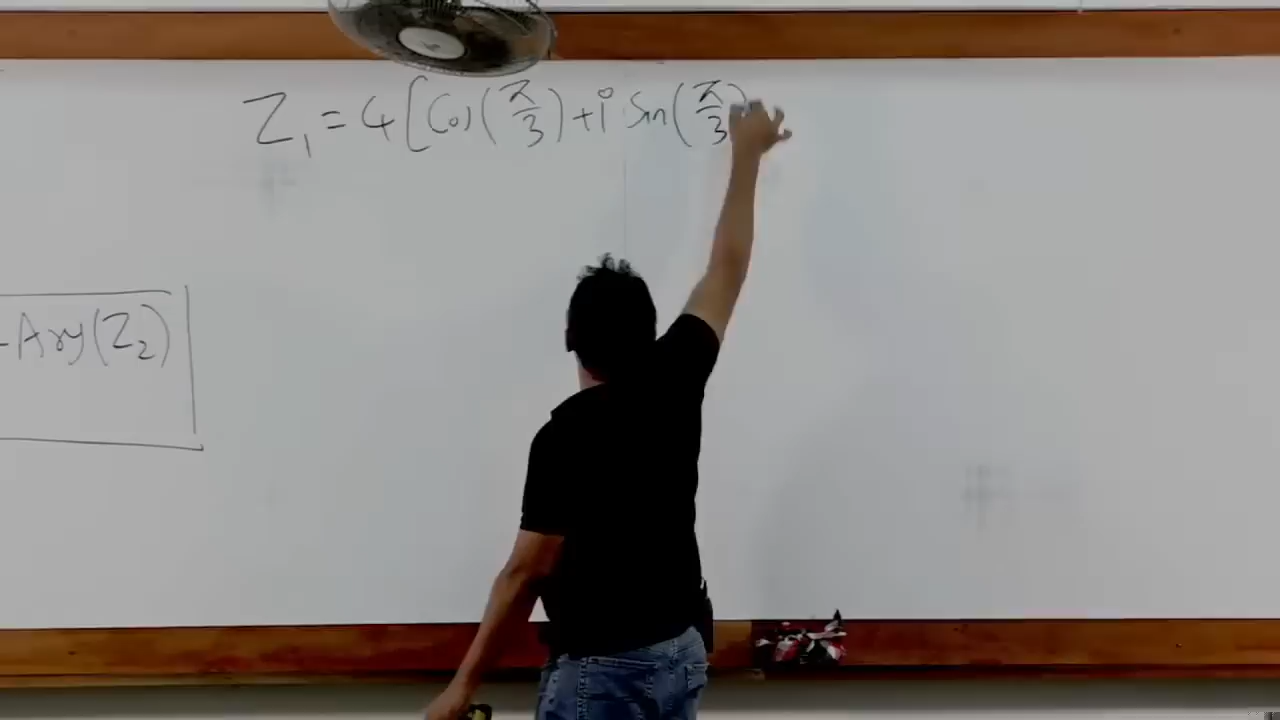 Z₁ = 4[Cos(π/3) + i Sin(π/3)
-Arg(Z₂)